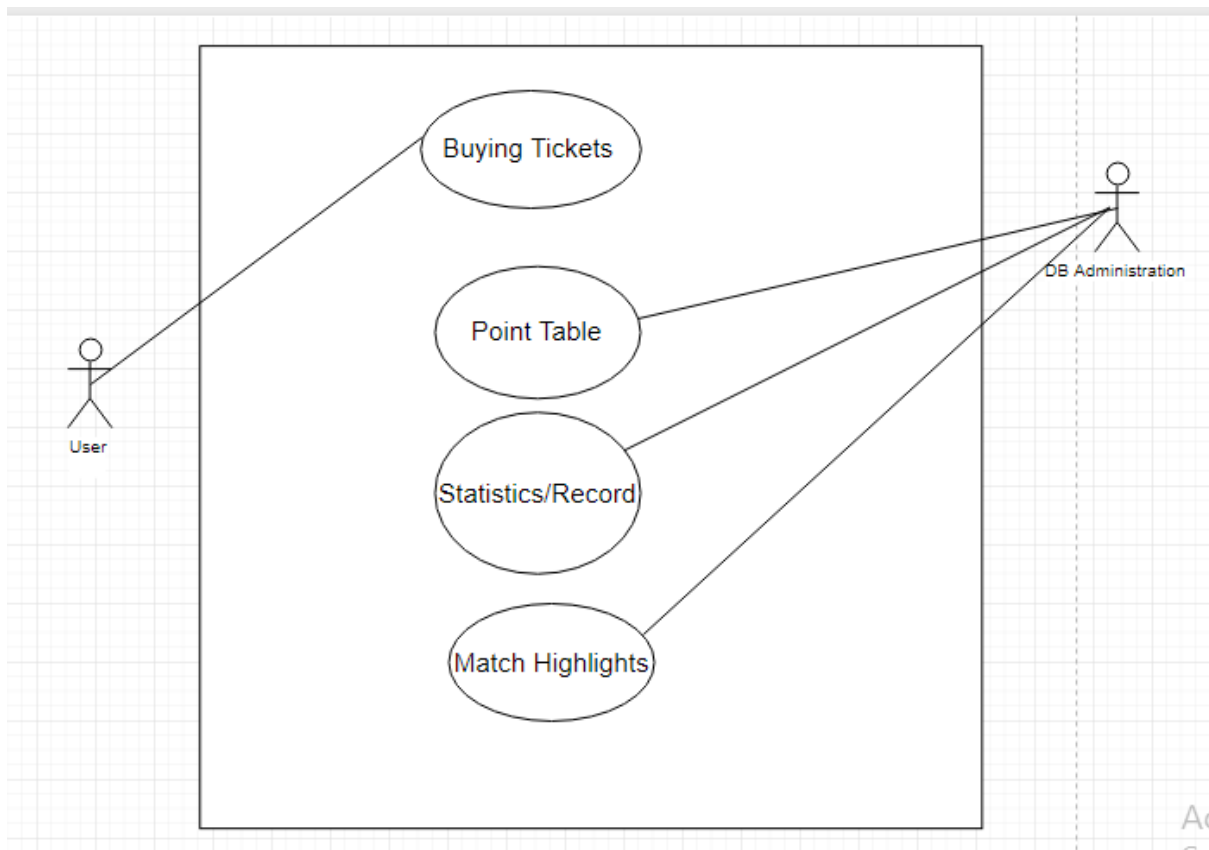 Buying Tickets
DB Administration
Point Table
User
Statistics/Record
Match Highlights